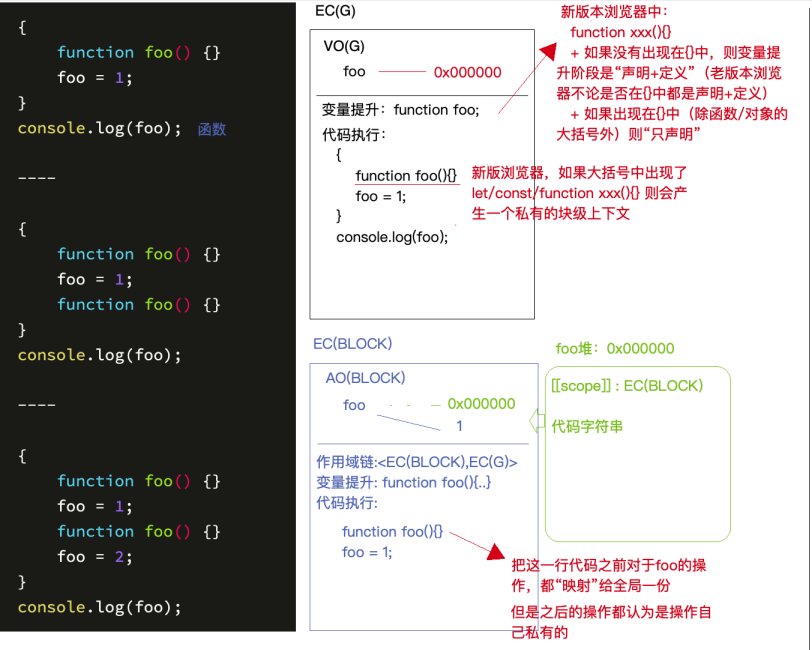 {
function foo() {}
foo = 1;
}
console.log(foo); 函数
----
{
function foo() {}
foo = 1;
function foo() {}
}
console.log(foo);
----
{
function foo() {}
foo = 1;
function foo() {}
foo = 2;
}
console.log(foo);
EC(G)
VO(G)
foo 0x000000
变量提升：function foo;
代码执行：
{
function foo(){}
foo = 1;
}
console.log(foo);
新版本浏览器中：
function xxx(){}
+ 如果没有出现在{}中，则变量提
升阶段是“声明+定义”（老版本浏览
器不论是否在{}中都是声明+定义）
+ 如果出现在{}中（除函数/对象的
大括号外）则“只声明”
新版浏览器，如果大括号中出现了
let/const/function xxx(){} 则会产
生一个私有的块级上下文
EC(BLOCK)
AO(BLOCK)
foo 0x000000
1
作用域链:<EC(BLOCK),EC(G)>
变量提升: function foo(){..}
代码执行:
function foo(){}
foo = 1;
foo堆：0x000000
[[scope]] : EC(BLOCK)
代码字符串
把这一行代码之前对于foo的操
作，都“映射”给全局一份
但是之后的操作都认为是操作自
己私有的